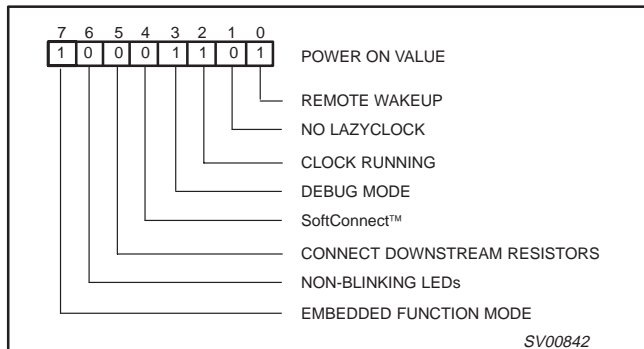 7 6 5 4 3 2 1 0
1 0 0 0 1 1 0 1 POWER ON VALUE
REMOTE WAKEUP
NO LAZYCLOCK
CLOCK RUNNING
DEBUG MODE
SoftConnect™
CONNECT DOWNSTREAM RESISTORS
NON-BLINKING LEDs
EMBEDDED FUNCTION MODE
SV00842